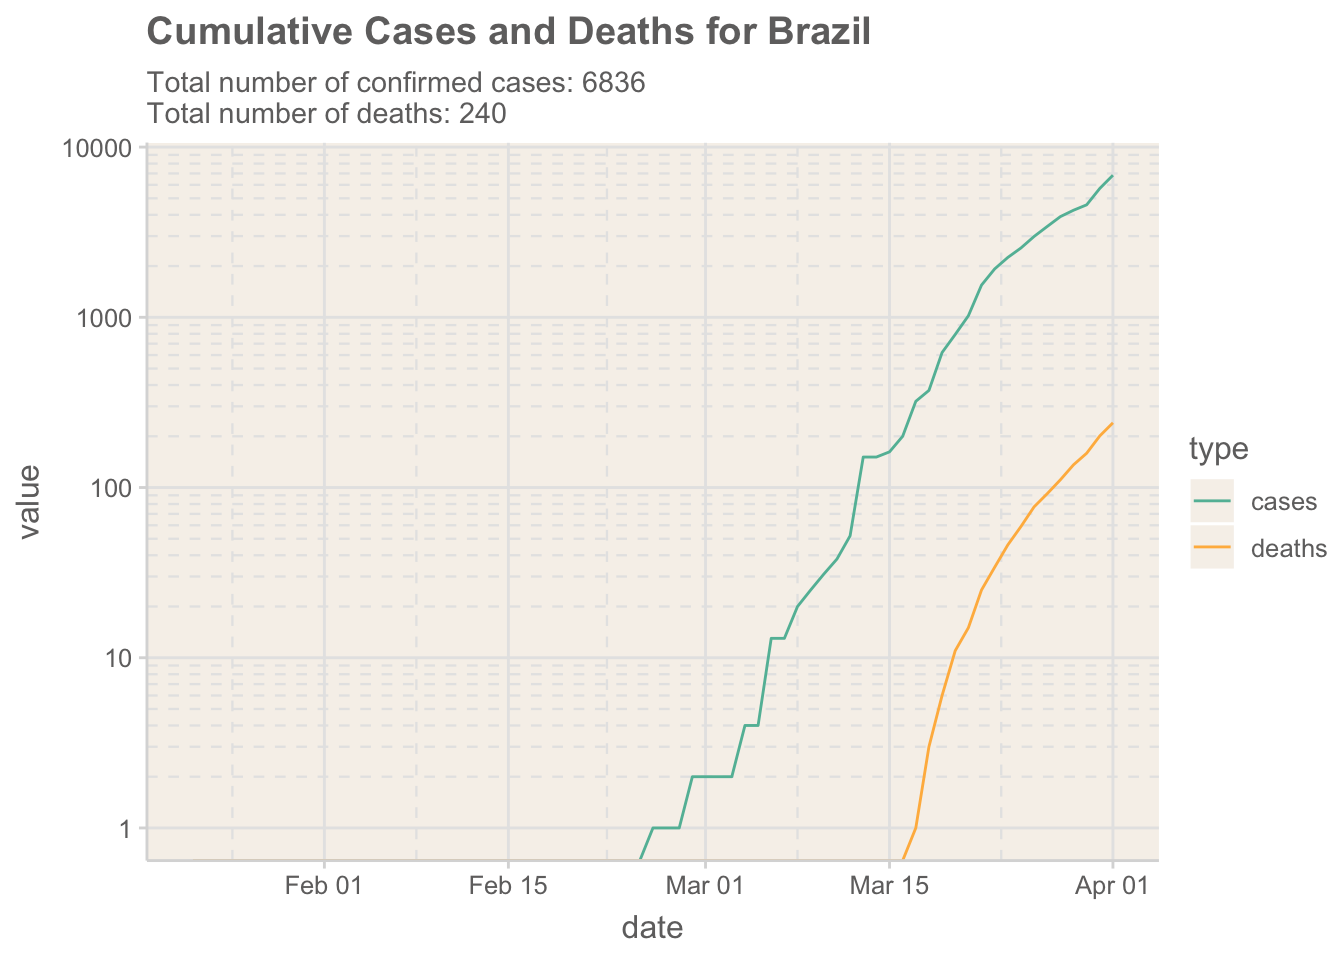 Cumulative Cases and Deaths for Brazil
Total number of confirmed cases: 6836
Total number of deaths: 240
10000
1000
100
10
1
value
Feb 01
Feb 15
Mar 01
Mar 15
Apr 01
date
type
cases
deaths